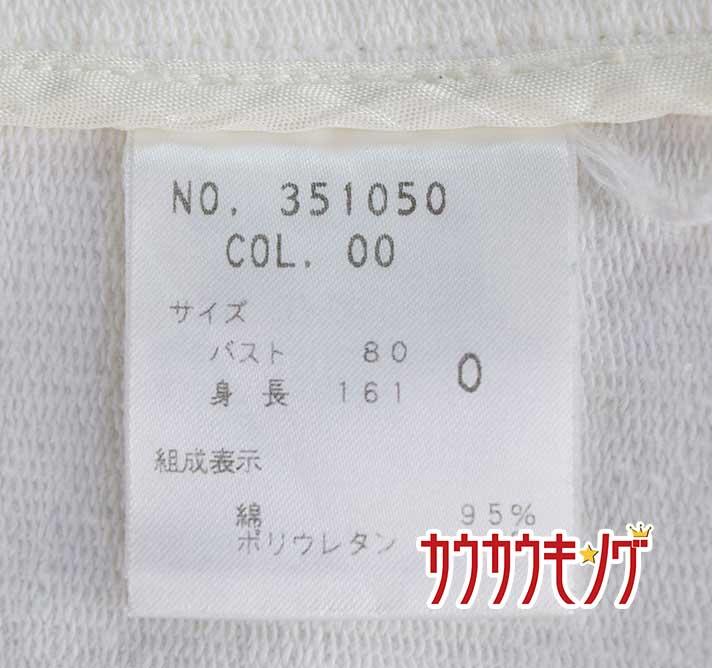 NO. 351050
COL. 00
サイズ
バスト 80
身長 161 0
組成表示
綿 95%
ポリウレタン
カウサウキング